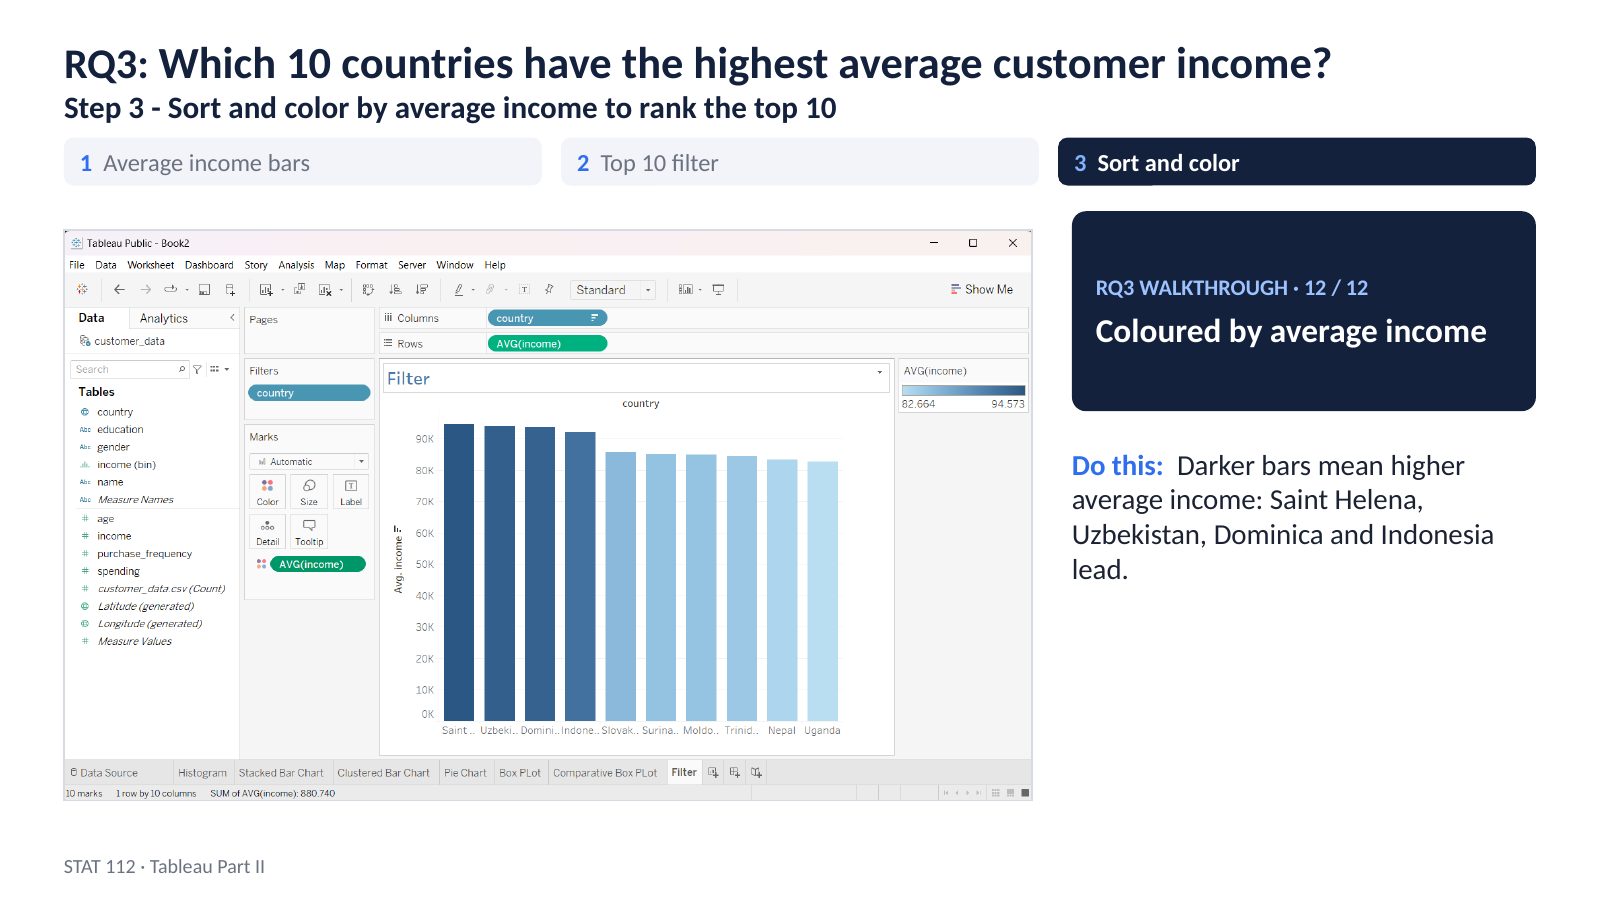 RQ3: Which 10 countries have the highest average customer income?
Step 3 - Sort and color by average income to rank the top 10
1 Average income bars
2 Top 10 filter
3 Sort and color
Tableau Public - Book2
File Data Worksheet Dashboard Story Analysis Map Format Server Window Help
Standard
Show Me
Data Analytics
customer_data
Search
Tables
country
Abc education
Abc gender
income (bin)
Abc name
Abc Measure Names
# age
# income
# purchase_frequency
# spending
# customer_data.csv (Count)
Latitude (generated)
Longitude (generated)
# Measure Values
Pages
Filters
country
Marks
Automatic
Color Size Label
Detail Tooltip
AVG(income)
Columns country
Rows AVG(income)
Filter
country
Avg. income
90K
80K
70K
60K
50K
40K
30K
20K
10K
0K
Saint .. Uzbeki.. Domini.. Indone.. Slovak.. Surina.. Moldo.. Trinid.. Nepal Uganda
AVG(income)
82.664 94.573
Data Source Histogram Stacked Bar Chart Clustered Bar Chart Pie Chart Box PLot Comparative Box PLot Filter
10 marks 1 row by 10 columns SUM of AVG(income): 880.740
RQ3 WALKTHROUGH · 12 / 12
Coloured by average income
Do this: Darker bars mean higher
average income: Saint Helena,
Uzbekistan, Dominica and Indonesia
lead.
STAT 112 · Tableau Part II